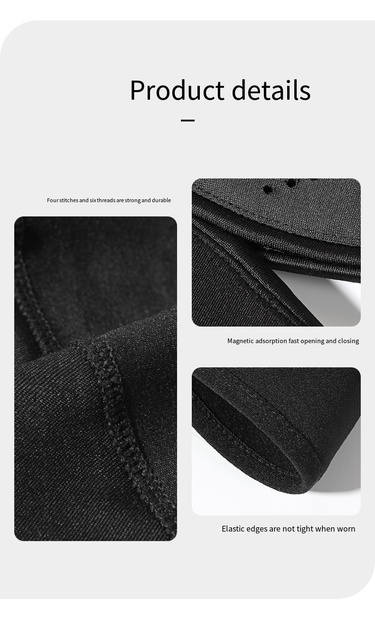 Product details
Four stitches and six threads are strong and durable
Magnetic adsorption fast opening and closing
Elastic edges are not tight when worn